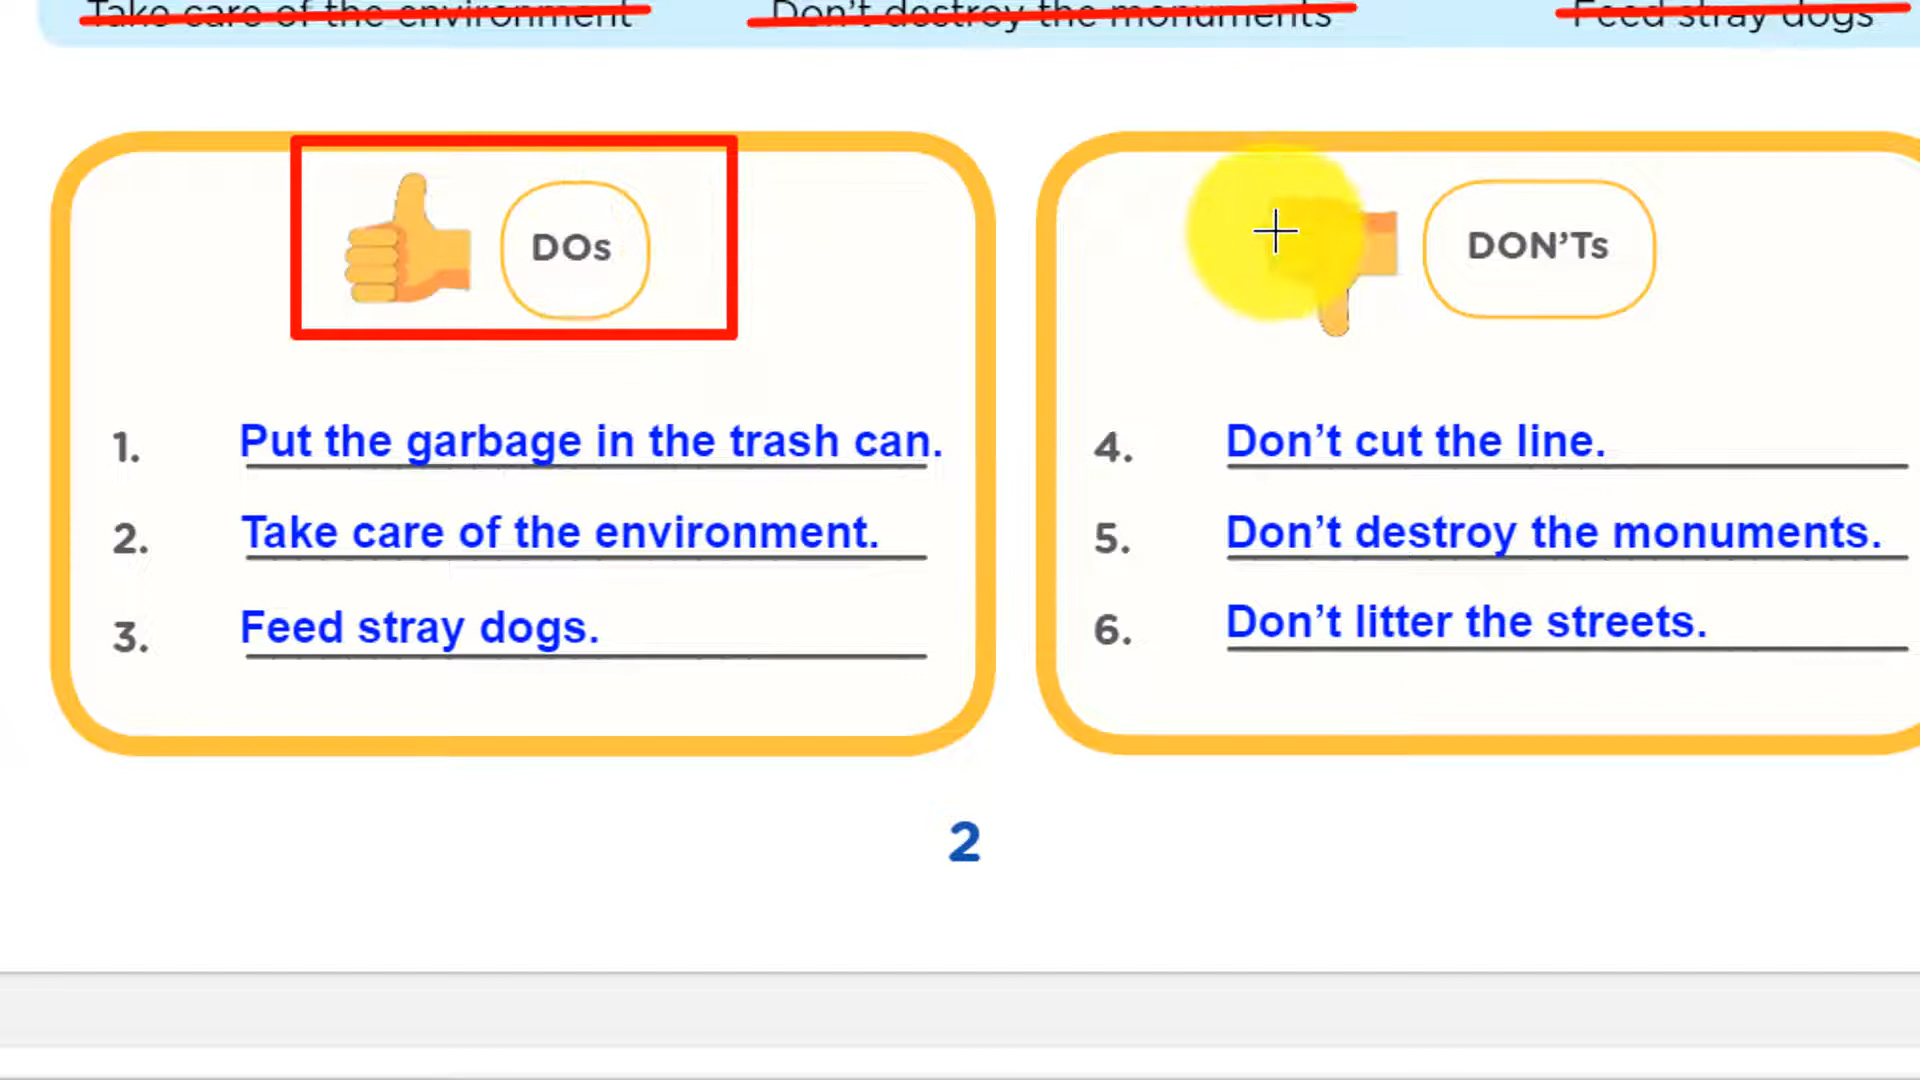 Take care of the environment Don't destroy the monuments Feed stray dogs
DOs
1. Put the garbage in the trash can.
2. Take care of the environment.
3. Feed stray dogs.
DON'Ts
4. Don't cut the line.
5. Don't destroy the monuments.
6. Don't litter the streets.
2